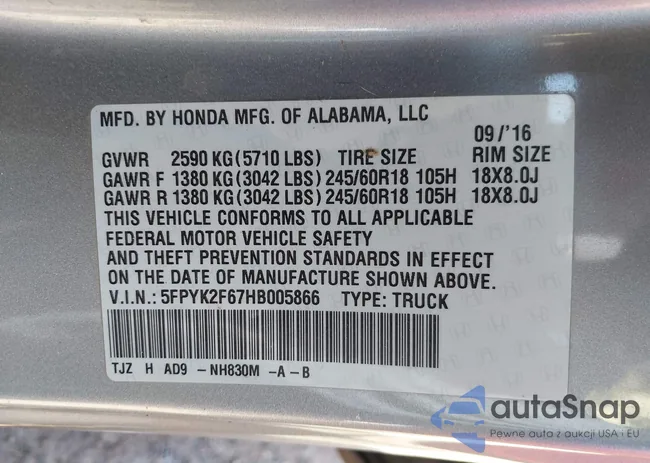 MFD. BY HONDA MFG. OF ALABAMA, LLC
09/'16
GVWR 2590 KG(5710 LBS) TIRE SIZE RIM SIZE
GAWR F 1380 KG(3042 LBS) 245/60R18 105H 18X8.0J
GAWR R 1380 KG(3042 LBS) 245/60R18 105H 18X8.0J
THIS VEHICLE CONFORMS TO ALL APPLICABLE
FEDERAL MOTOR VEHICLE SAFETY
AND THEFT PREVENTION STANDARDS IN EFFECT
ON THE DATE OF MANUFACTURE SHOWN ABOVE.
V.I.N.: 5FPYK2F67HB005866 TYPE: TRUCK
TJZ H AD9 -NH830M -A-B
autaSnap
Pewne auta z aukcji USA i EU